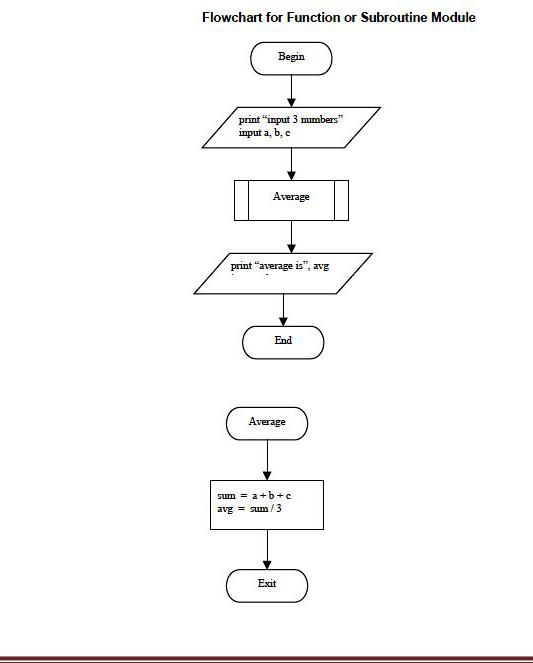 Flowchart for Function or Subroutine Module
Begin
print “input 3 numbers”
input a, b, c
Average
print “average is”, avg
End
Average
sum = a + b + c
avg = sum / 3
Exit